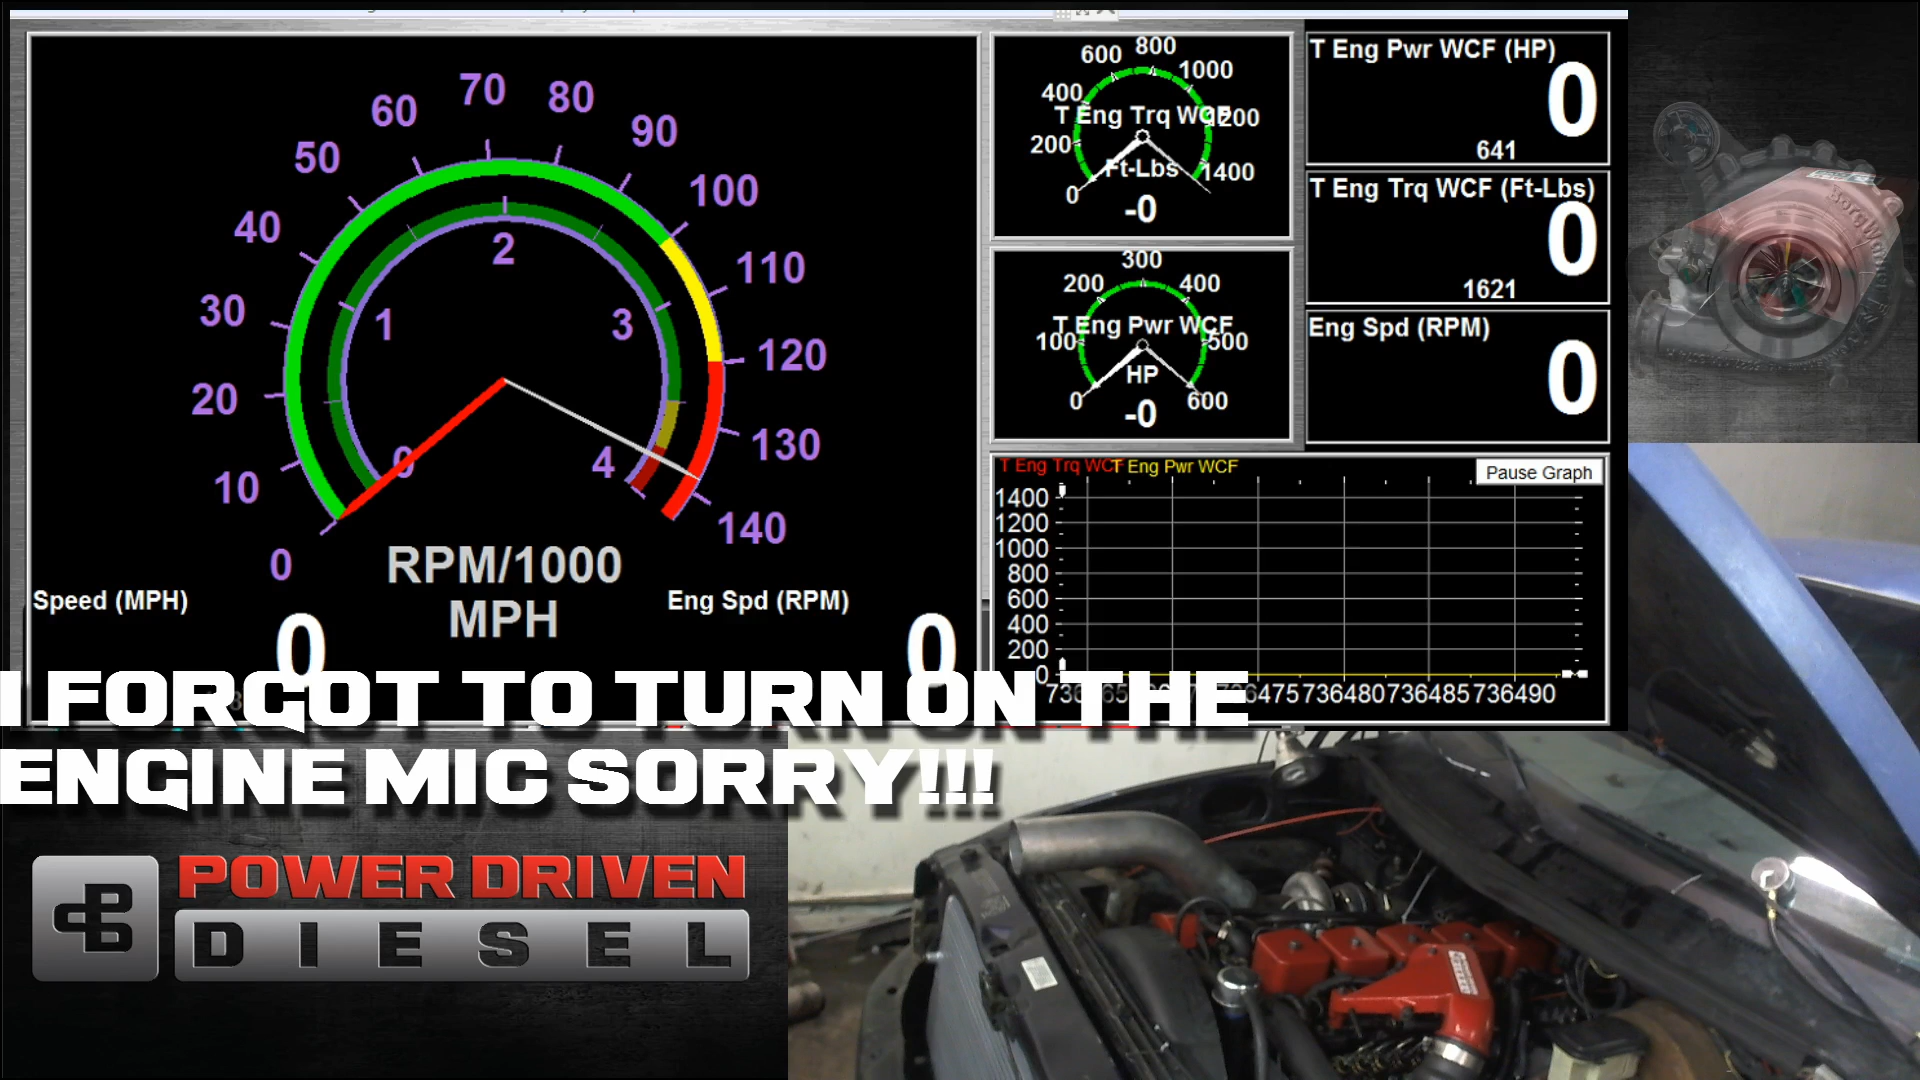 70
60
80
50
90
40
100
30
110
20
120
10
130
0
140
2
1
3
0
4
RPM/1000
MPH
Speed (MPH)
0
Eng Spd (RPM)
0
600
800
1000
400
T Eng Trq WCF
200
Ft-Lbs
1400
0
-0
300
200
400
T Eng Pwr WCF
100
500
HP
0
600
-0
T Eng Pwr WCF (HP)
0
641
T Eng Trq WCF (Ft-Lbs)
0
1621
Eng Spd (RPM)
0
T Eng Trq WCF T Eng Pwr WCF
Pause Graph
1400
1200
1000
800
600
400
200
0
736480 736485 736490
I FORGOT TO TURN ON THE
ENGINE MIC SORRY!!!
POWER DRIVEN
DIESEL
BorgWarner